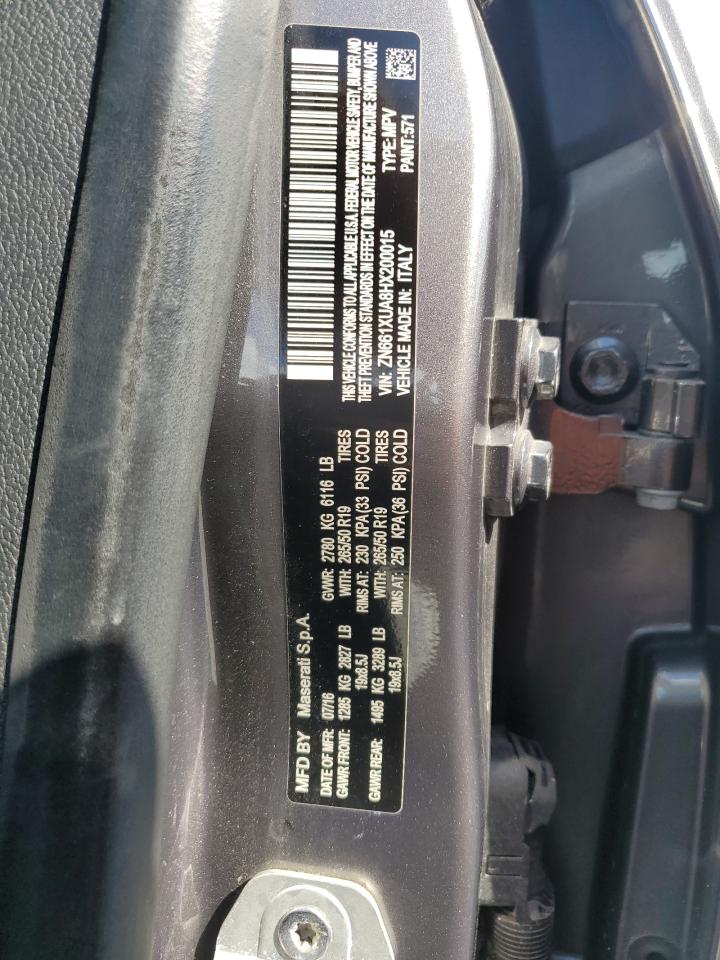 MFD BY Maserati S.p.A.
DATE OF MFR: 07/16 GWWR: 2780 KG 6116 LB
GAWR FRONT: 1285 KG 2827 LB WITH: 265/50 R19 TIRES
19x8.5J RIMS AT: 230 KPA (33 PSI) COLD
GAWR REAR: 1495 KG 3289 LB WITH: 265/50 R19 TIRES
19x8.5J RIMS AT: 250 KPA (36 PSI) COLD
THIS VEHICLE CONFORMS TO ALL APPLICABLE U.S.A. FEDERAL MOTOR VEHICLE SAFETY, BUMPER AND
THEFT PREVENTION STANDARDS IN EFFECT ON THE DATE OF MANUFACTURE SHOWN ABOVE
VIN: ZN661XUA8HX200015 TYPE: MPV
VEHICLE MADE IN: ITALY PAINT: 571